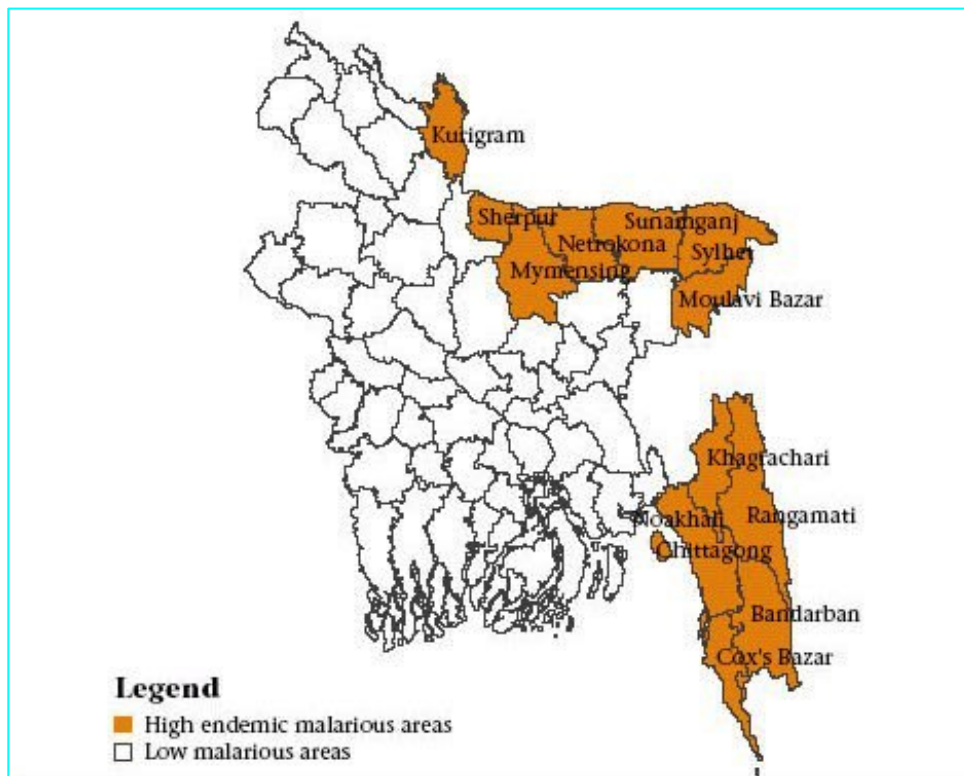 Kurigram
Sherpur
Sunamganj
Netrokona
Sylhet
Mymensing
Moulavi Bazar
Khagrachari
Noakhali
Rangamati
Chittagong
Bandarban
Cox's Bazar
Legend
High endemic malarious areas
Low malarious areas